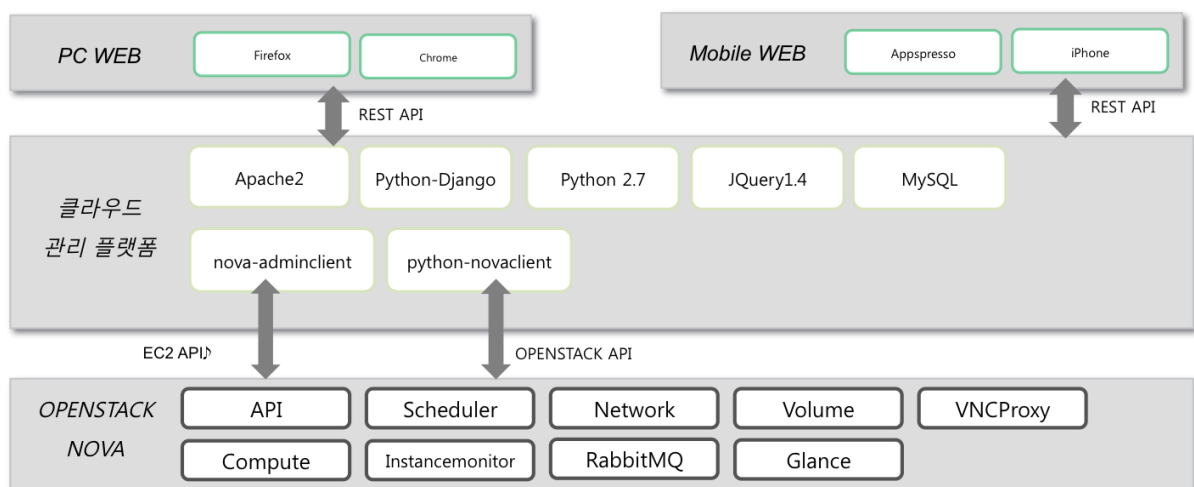 PC WEB
Firefox
Chrome
Mobile WEB
Appspresso
iPhone
REST API
REST API
클라우드
관리 플랫폼
Apache2
Python-Django
Python 2.7
JQuery1.4
MySQL
nova-adminclient
python-novaclient
EC2 API♪
OPENSTACK API
OPENSTACK
NOVA
API
Scheduler
Network
Volume
VNCProxy
Compute
Instancemonitor
RabbitMQ
Glance